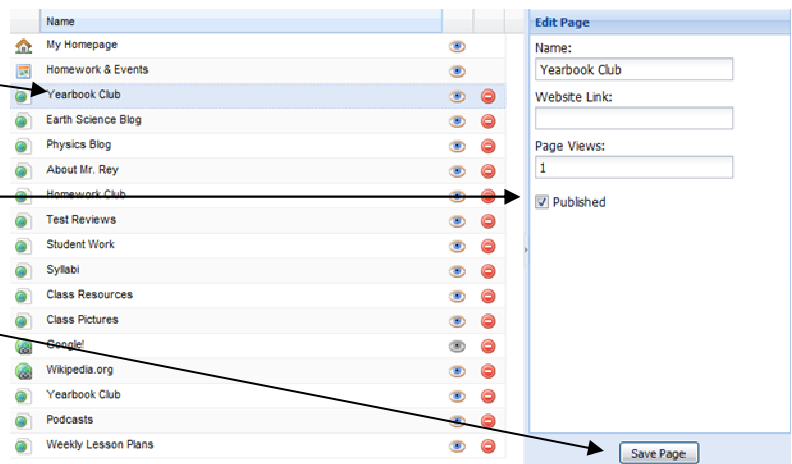 Name
My Homepage
Homework & Events
Yearbook Club
Earth Science Blog
Physics Blog
About Mr. Rey
Homework Club
Test Reviews
Student Work
Syllabi
Class Resources
Class Pictures
Google!
Wikipedia.org
Yearbook Club
Podcasts
Weekly Lesson Plans
Edit Page
Name:
Yearbook Club
Website Link:
Page Views:
1
Published
Save Page